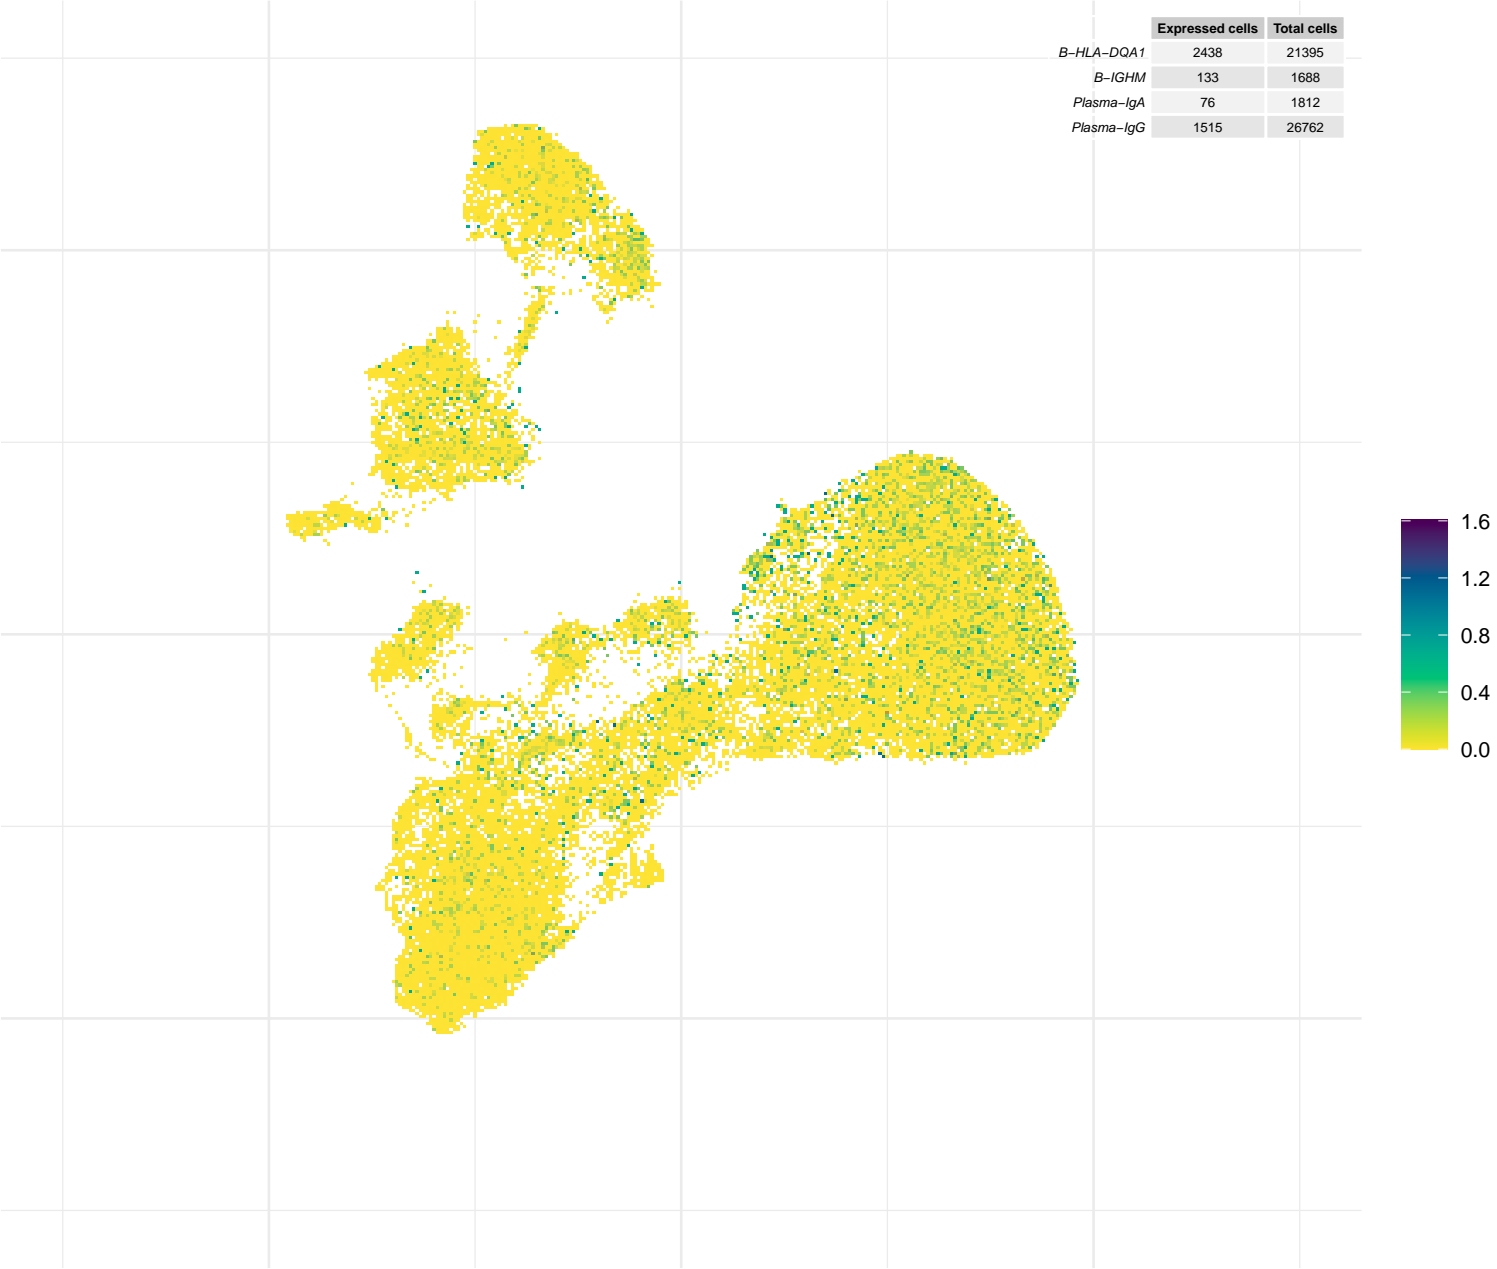 Expressed cells Total cells
B−HLA−DQA1 2438 21395
B−IGHM 133 1688
Plasma−IgA 76 1812
Plasma−IgG 1515 26762
1.6
1.2
0.8
0.4
0.0